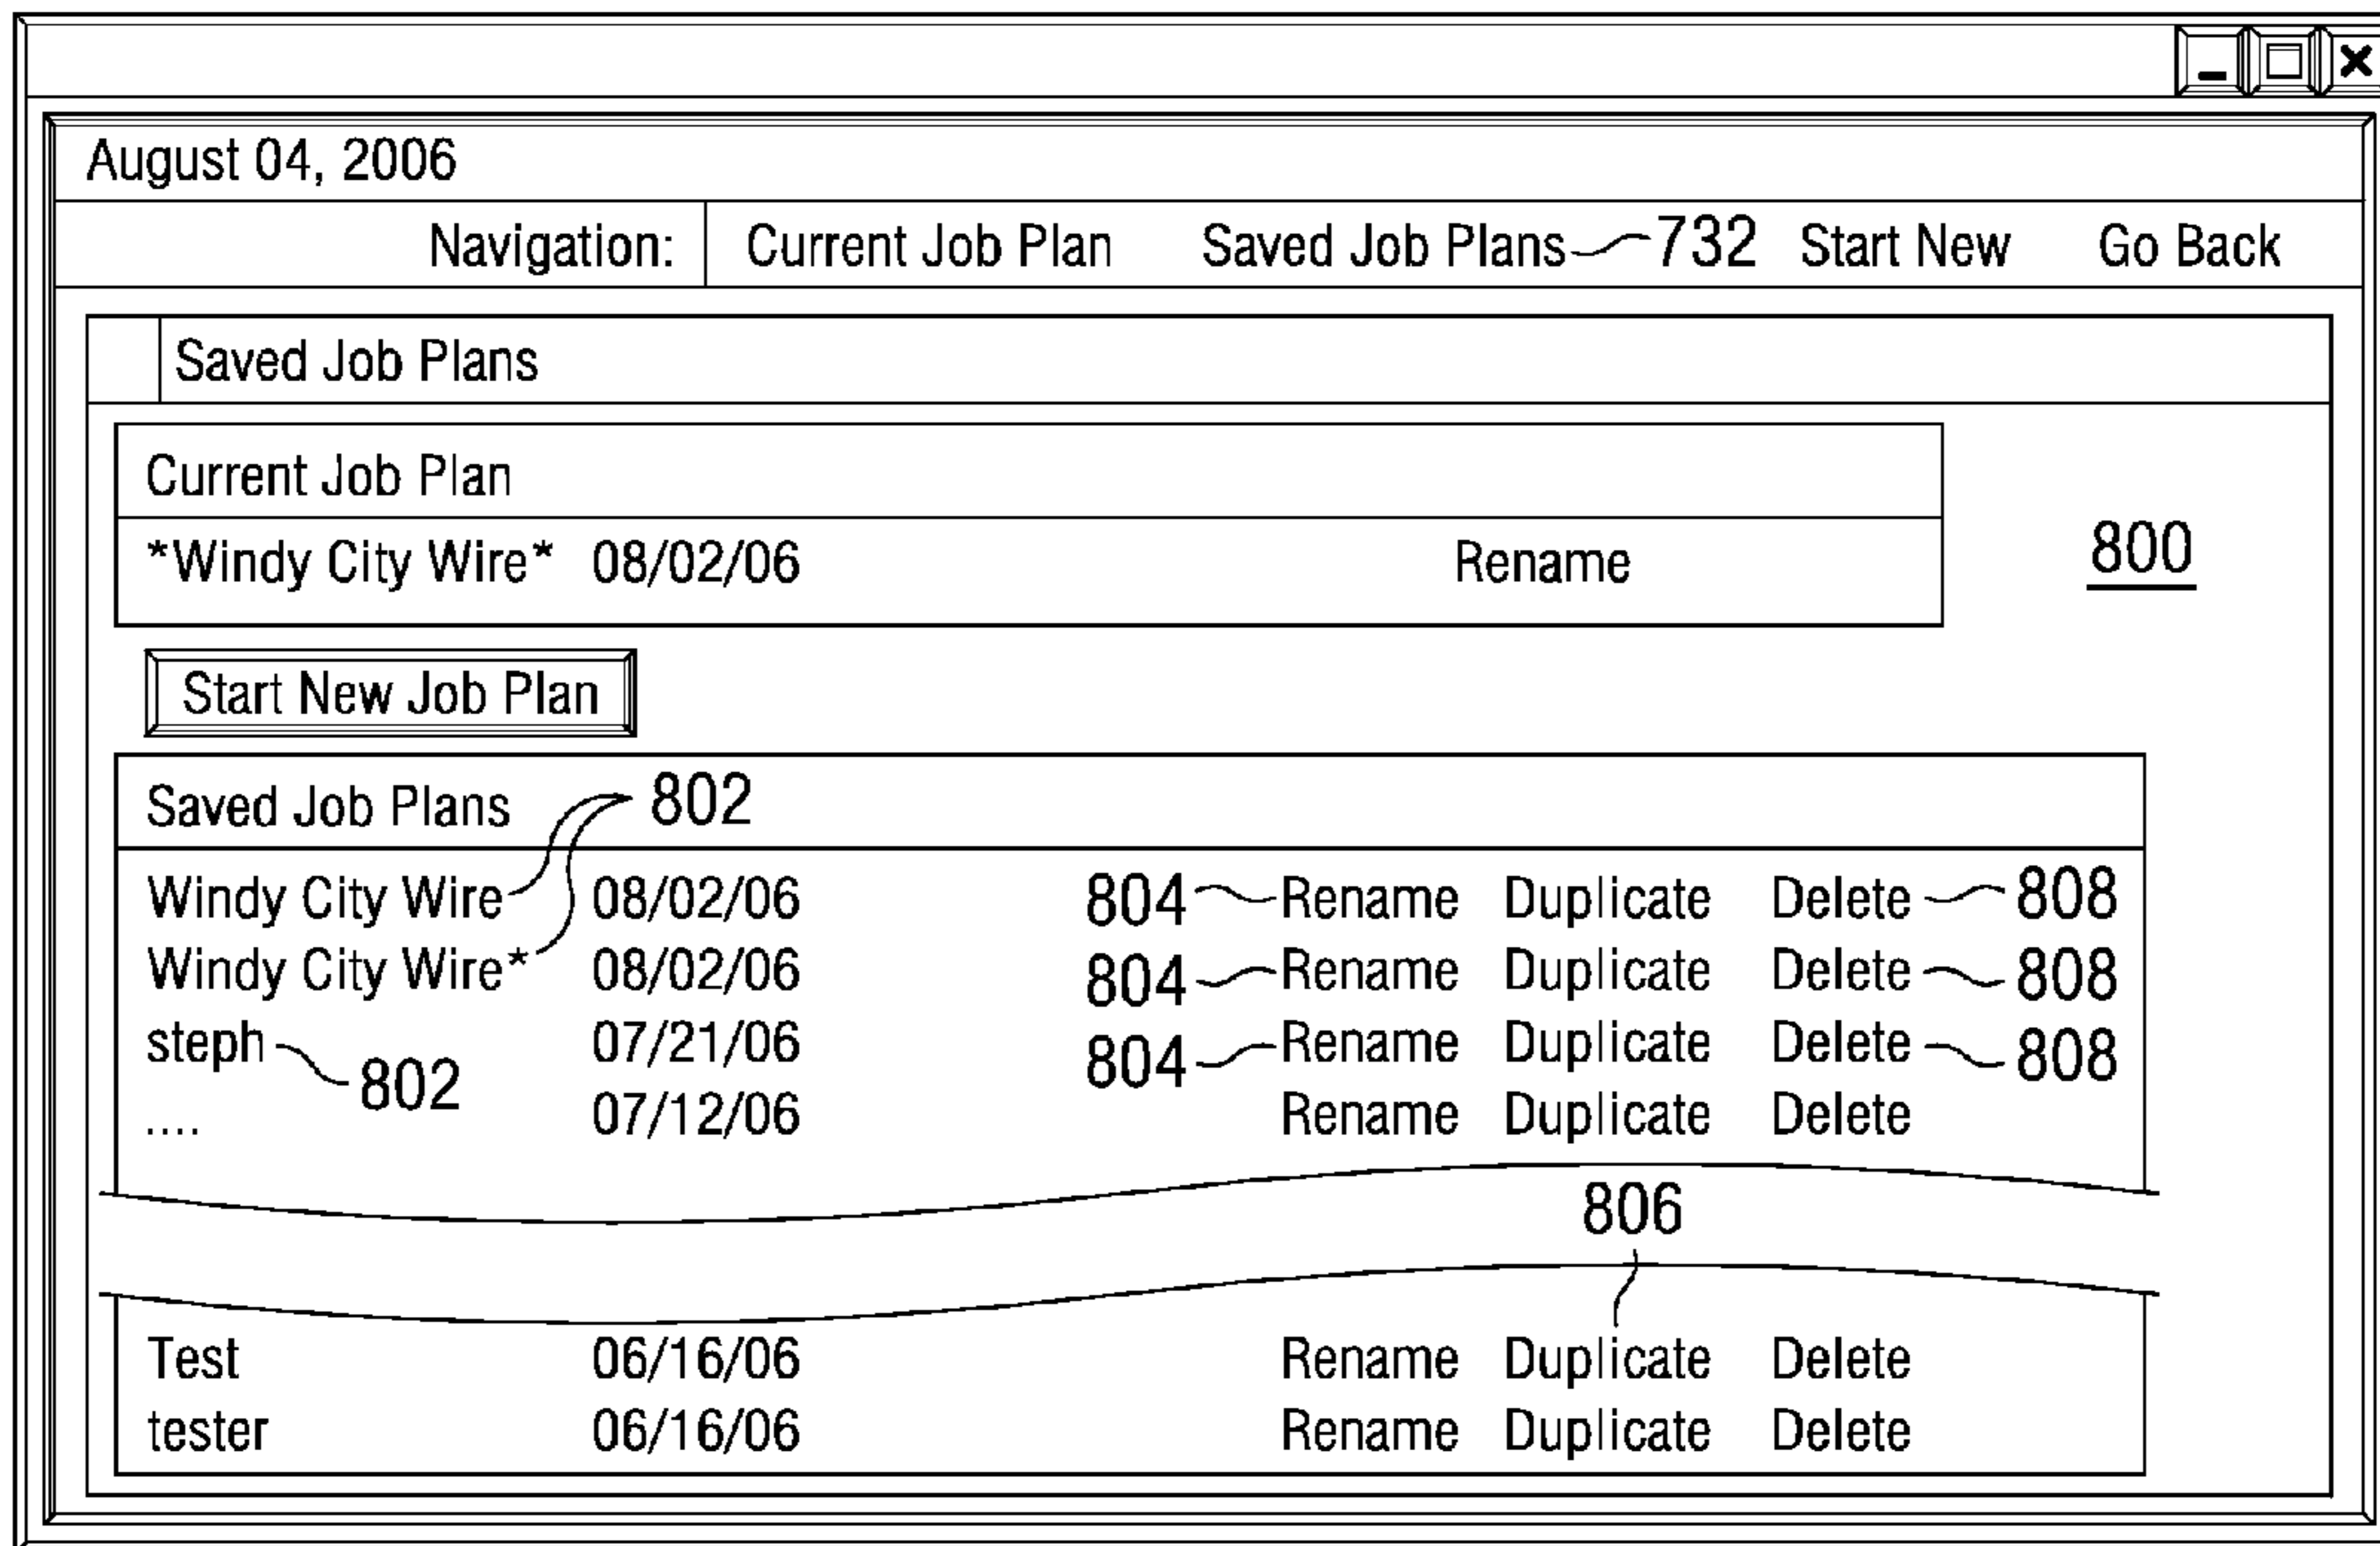 August 04, 2006
Navigation: Current Job Plan Saved Job Plans 732 Start New Go Back
Saved Job Plans
Current Job Plan
*Windy City Wire* 08/02/06 Rename
800
Start New Job Plan
Saved Job Plans 802
Windy City Wire 08/02/06 804 Rename Duplicate Delete 808
Windy City Wire* 08/02/06 804 Rename Duplicate Delete 808
steph 802 07/21/06 804 Rename Duplicate Delete 808
.... 07/12/06 Rename Duplicate Delete
806
Test 06/16/06 Rename Duplicate Delete
tester 06/16/06 Rename Duplicate Delete